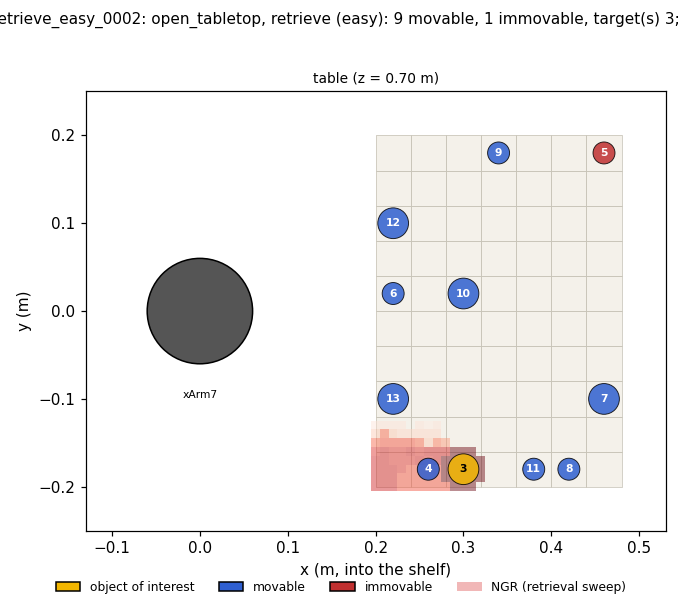 etrieve_easy_0002: open_tabletop, retrieve (easy): 9 movable, 1 immovable, target(s) 3;
table (z = 0.70 m)
y (m)
0.2
0.1
0.0
−0.1
−0.2
9
5
12
6
10
xArm7
13
7
4
3
11
8
−0.1
0.0
0.1
0.2
0.3
0.4
0.5
x (m, into the shelf)
object of interest
movable
immovable
NGR (retrieval sweep)